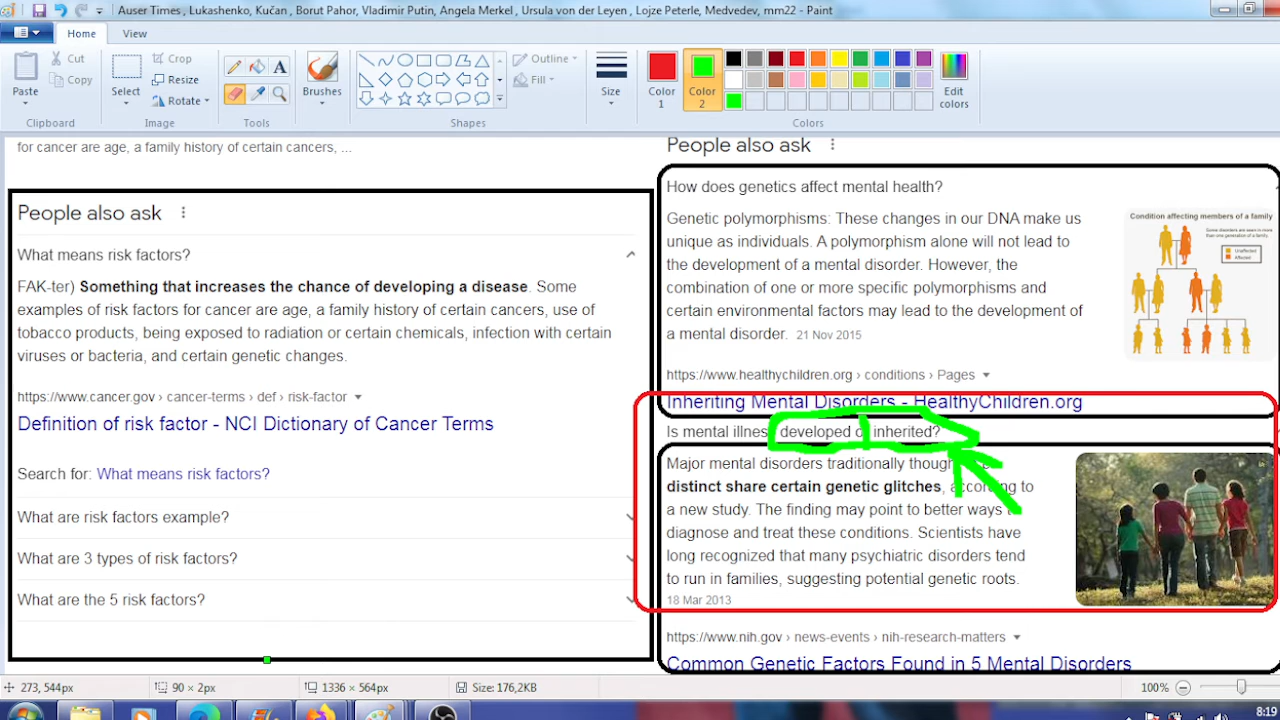 Auser Times , Lukashenko, Kučan , Borut Pahor, Vladimir Putin, Angela Merkel , Ursula von der Leyen , Lojze Peterle, Medvedev, mm22 - Paint
Home View
Paste
Cut
Copy
Clipboard
Select
Crop
Resize
Rotate
Image
A
Tools
Brushes
Outline
Fill
Shapes
Size
Color 1
Color 2
Edit colors
Colors
for cancer are age, a family history of certain cancers, ...
People also ask
What means risk factors?
FAK-ter) Something that increases the chance of developing a disease. Some
examples of risk factors for cancer are age, a family history of certain cancers, use of
tobacco products, being exposed to radiation or certain chemicals, infection with certain
viruses or bacteria, and certain genetic changes.
https://www.cancer.gov › cancer-terms › def › risk-factor
Definition of risk factor - NCI Dictionary of Cancer Terms
Search for: What means risk factors?
What are risk factors example?
What are 3 types of risk factors?
What are the 5 risk factors?
People also ask
How does genetics affect mental health?
Genetic polymorphisms: These changes in our DNA make us
unique as individuals. A polymorphism alone will not lead to
the development of a mental disorder. However, the
combination of one or more specific polymorphisms and
certain environmental factors may lead to the development of
a mental disorder. 21 Nov 2015
Condition affecting members of a family
Some disorders are seen in more
than one generation of a family.
Unaffected
Affected
https://www.healthychildren.org › conditions › Pages
Inheriting Mental Disorders - HealthyChildren.org
Is mental illness developed inherited?
Major mental disorders traditionally
distinct share certain genetic glitches, according to
a new study. The finding may point to better ways
diagnose and treat these conditions. Scientists have
long recognized that many psychiatric disorders tend
to run in families, suggesting potential genetic roots.
18 Mar 2013
https://www.nih.gov › news-events › nih-research-matters
Common Genetic Factors Found in 5 Mental Disorders
273, 544px 90 × 2px 1336 × 564px Size: 176,2KB 100%
8:19